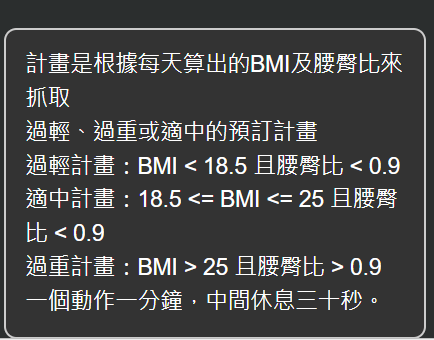 計畫是根據每天算出的BMI及腰臀比來
抓取
過輕、過重或適中的預訂計畫
過輕計畫：BMI < 18.5 且腰臀比 < 0.9
適中計畫：18.5 <= BMI <= 25 且腰臀
比 < 0.9
過重計畫：BMI > 25 且腰臀比 > 0.9
一個動作一分鐘，中間休息三十秒。